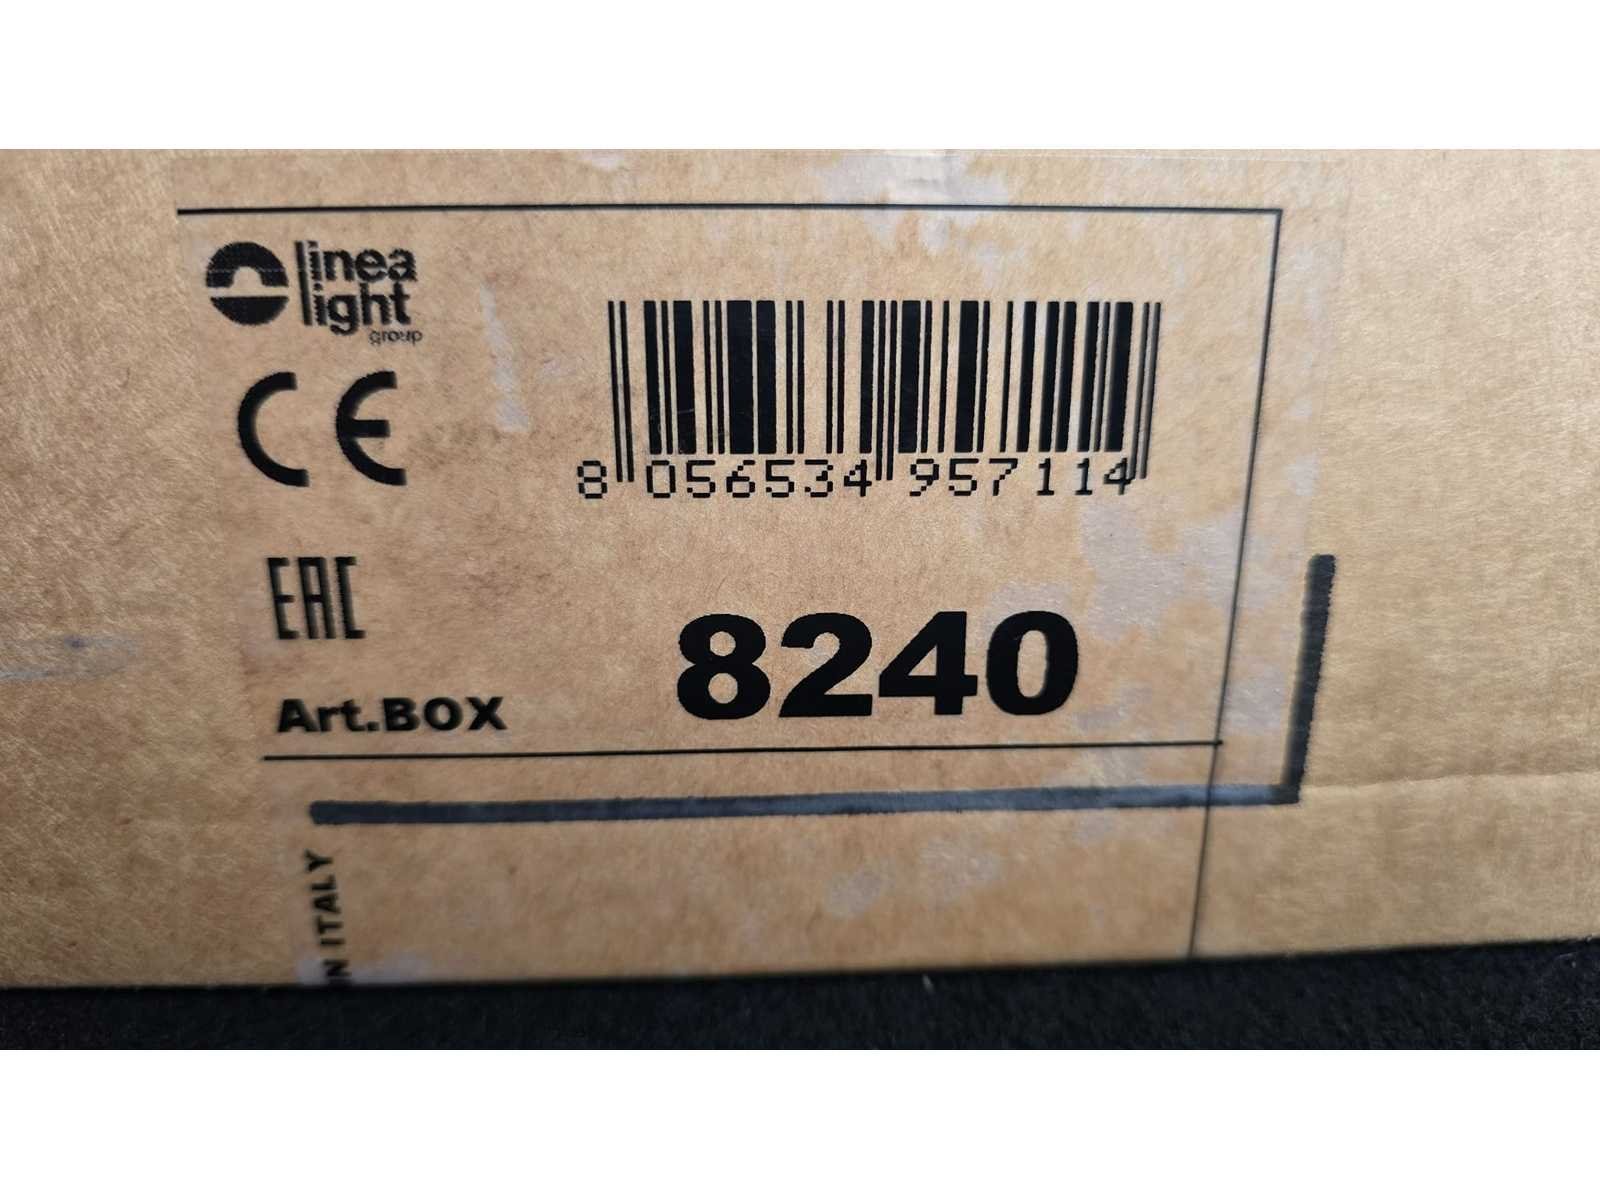 linea
light
group
CE
8 056534 957114
EAC
8240
Art.BOX
N ITALY